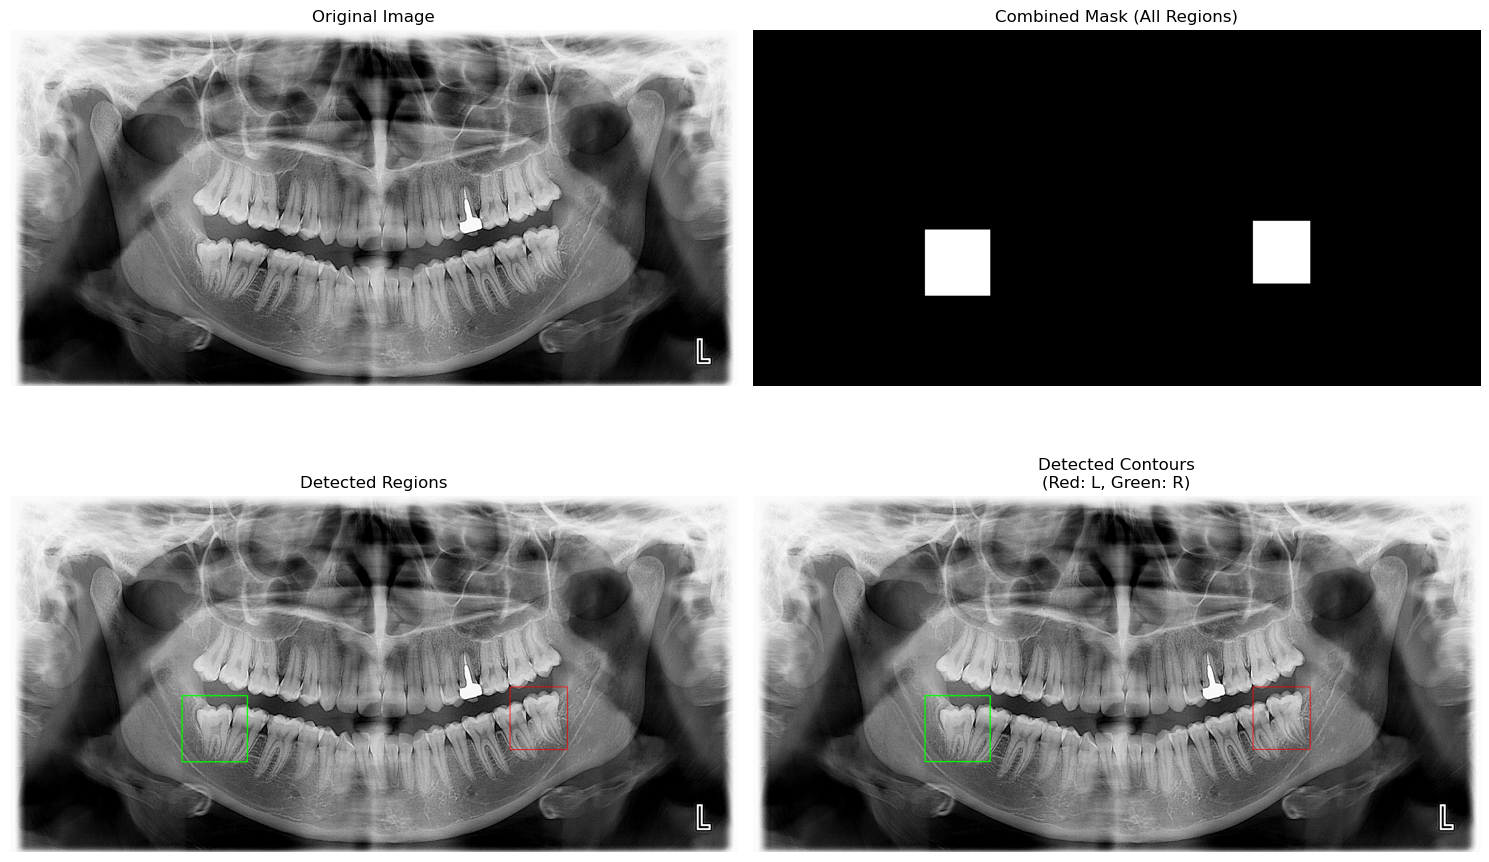 Original Image
Combined Mask (All Regions)
L
Detected Regions
Detected Contours
(Red: L, Green: R)
L
L